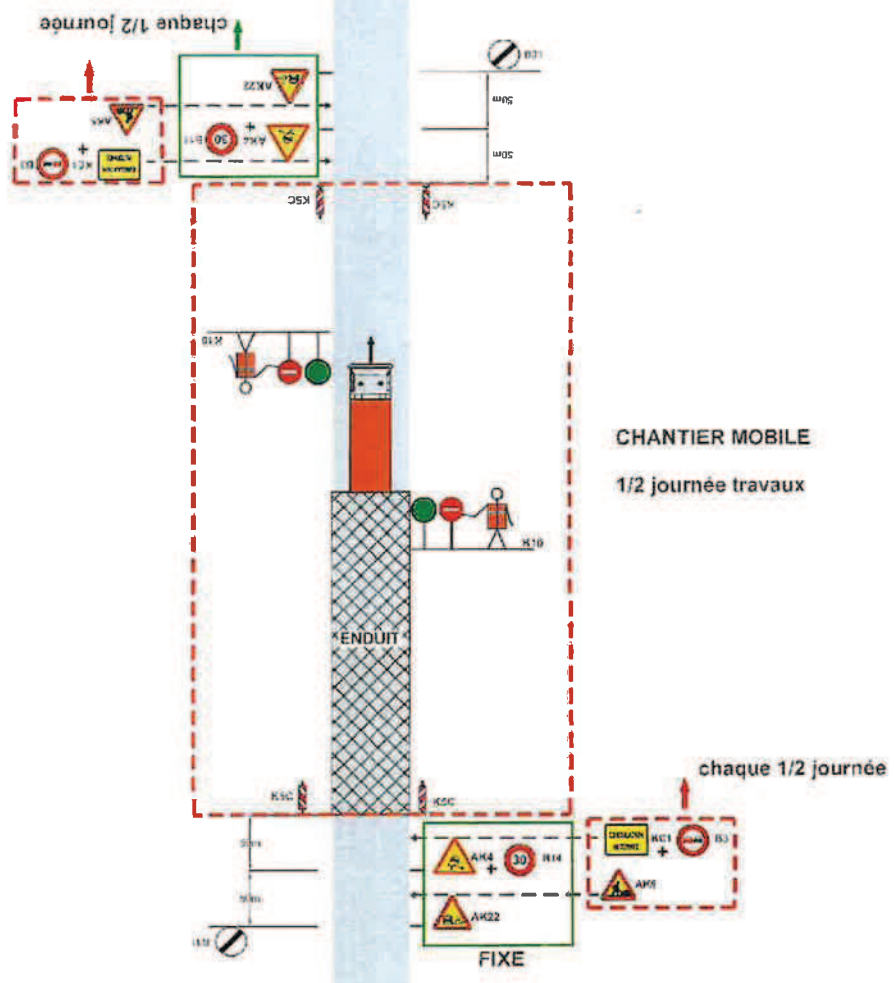 chaque 1/2 journée
AK22
B31
AK5
B14
30
+
AK4
50m
B3
+
KC1
50m
K5C
K5C
K10
CHANTIER MOBILE
1/2 journée travaux
K10
ENDUIT
chaque 1/2 journée
K5C
K5C
KC1
+
B3
AK4
+
30
B14
50m
AK5
AK22
B31
FIXE